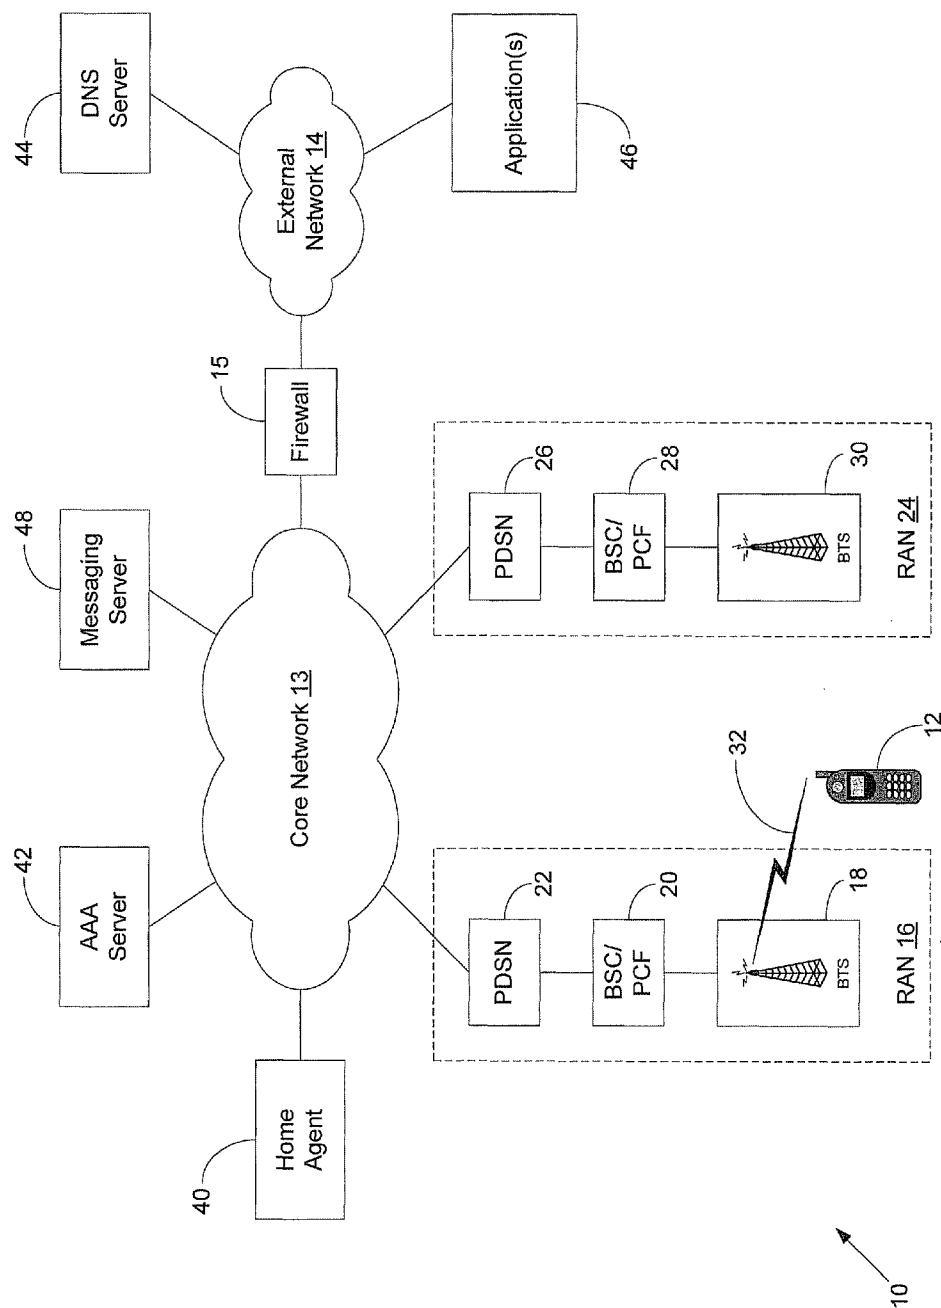 42
AAA
Server
48
Messaging
Server
44
DNS
Server
40
Home
Agent
Core Network 13
15
Firewall
External
Network 14
PDSN
22
BSC/
PCF
20
BTS
18
RAN 16
32
12
PDSN
26
BSC/
PCF
28
BTS
30
RAN 24
Application(s)
46
10